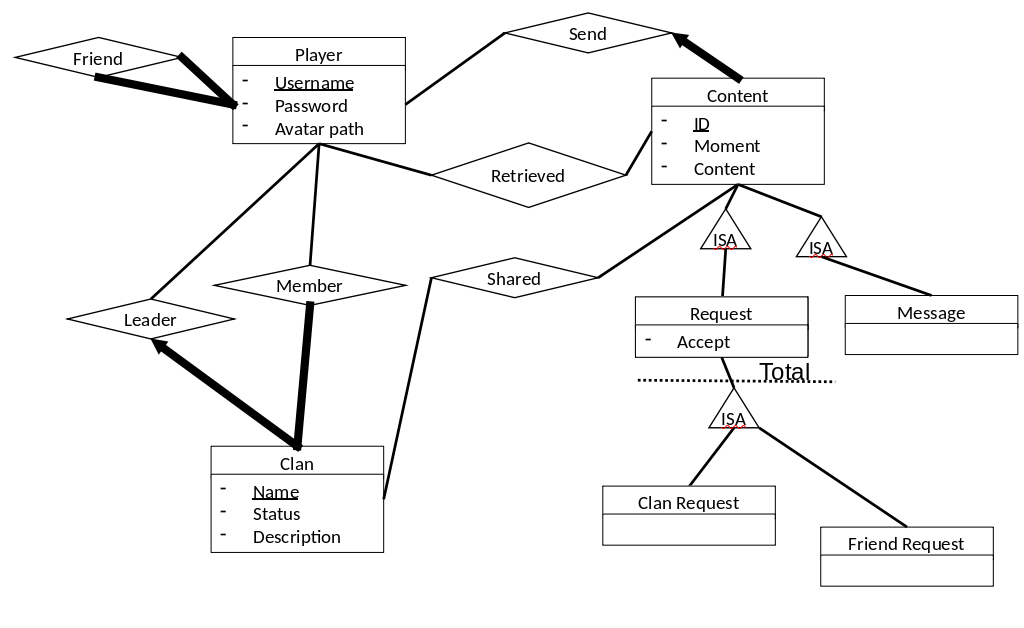 Friend
Player
- Username
- Password
- Avatar path
Send
Content
- ID
- Moment
- Content
Retrieved
ISA
ISA
Shared
Member
Leader
Request
- Accept
Message
Total
ISA
Clan
- Name
- Status
- Description
Clan Request
Friend Request